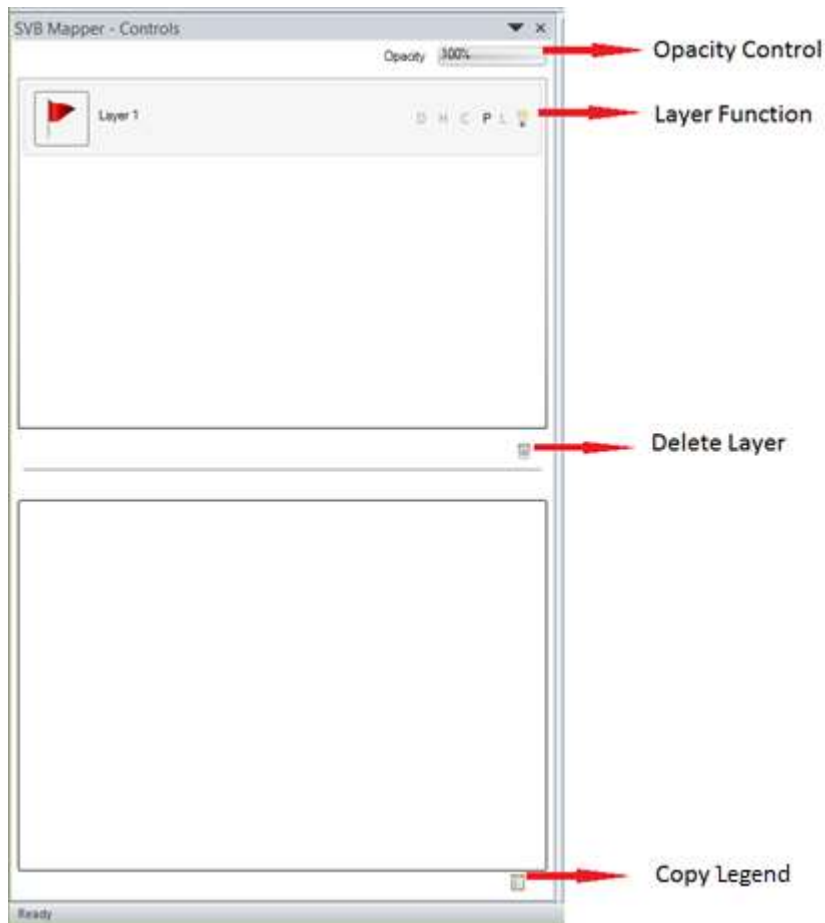 SVB Mapper - Controls
Opacity 100%
Opacity Control
Layer 1
D H C P L
Layer Function
Delete Layer
Copy Legend
Ready